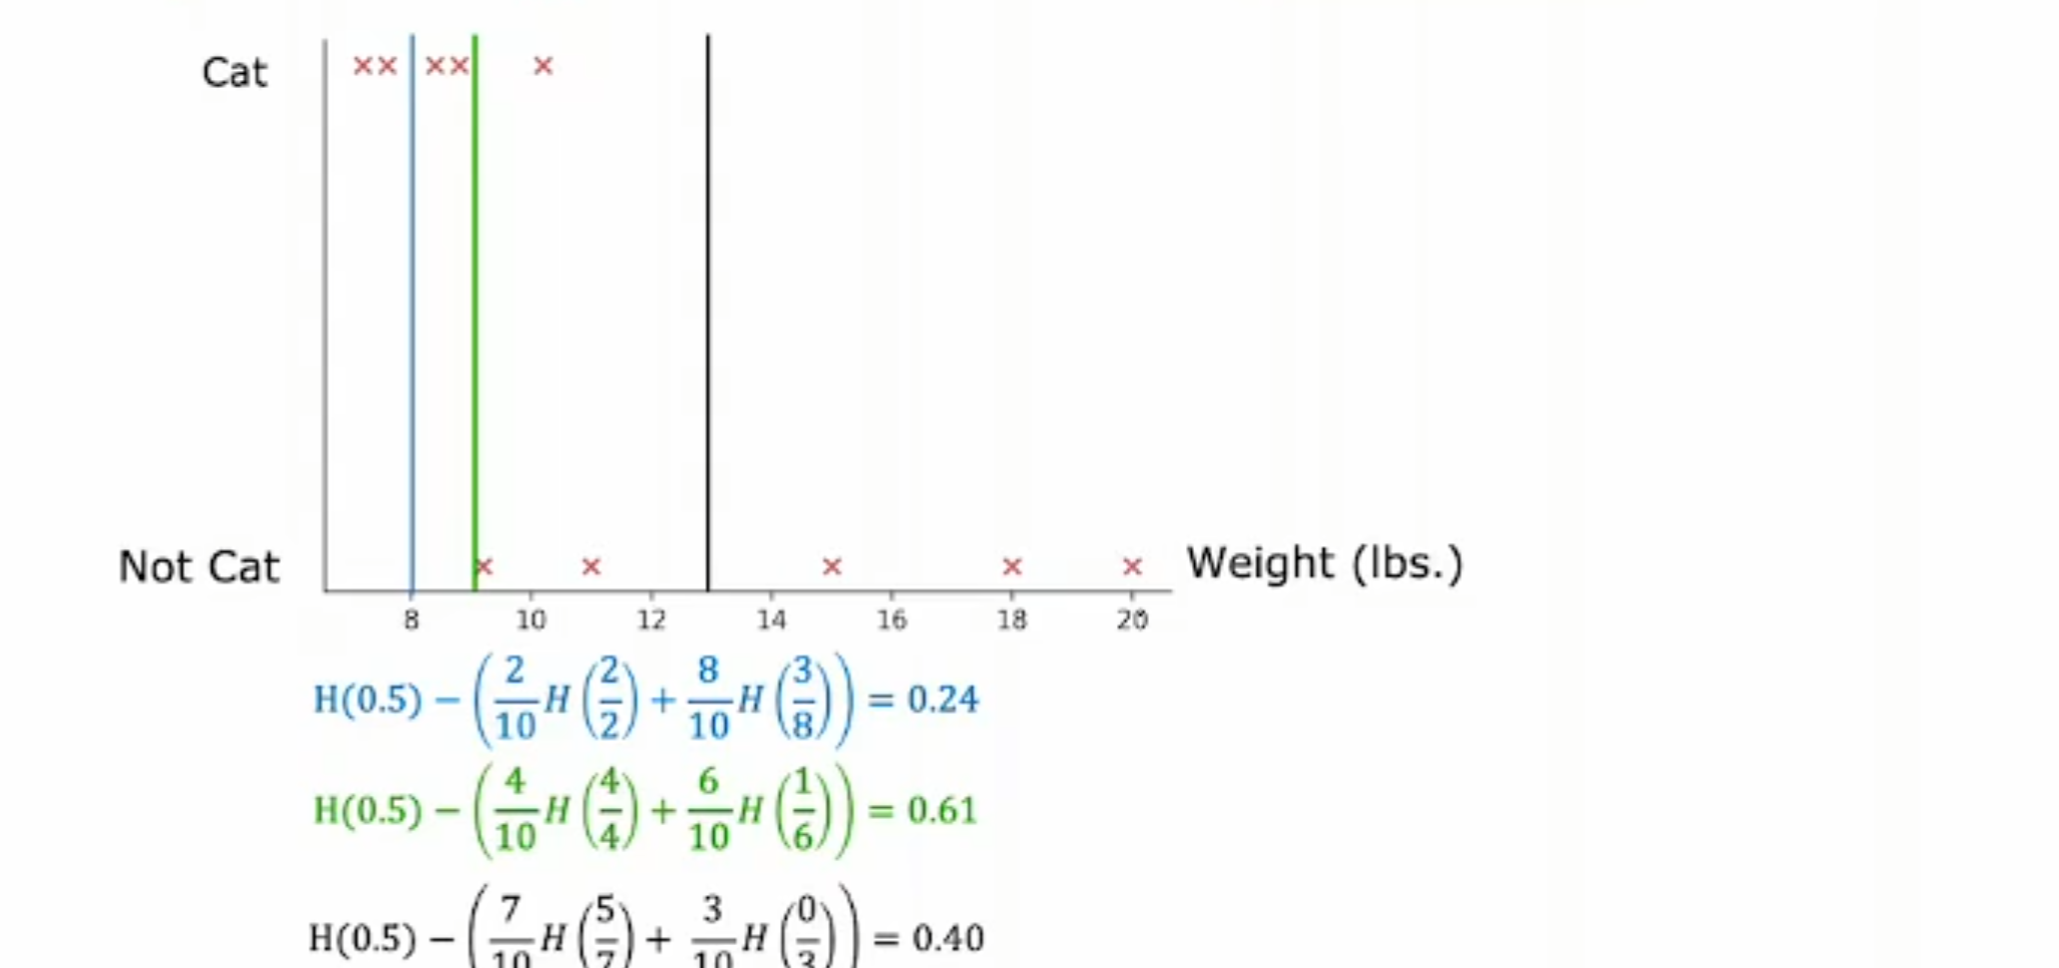 Cat
Not Cat
Weight (lbs.)
8 10 12 14 16 18 20
H(0.5) − (2/10 H(2/2) + 8/10 H(3/8)) = 0.24
H(0.5) − (4/10 H(4/4) + 6/10 H(1/6)) = 0.61
H(0.5) − (7/10 H(5/7) + 3/10 H(0/3)) = 0.40